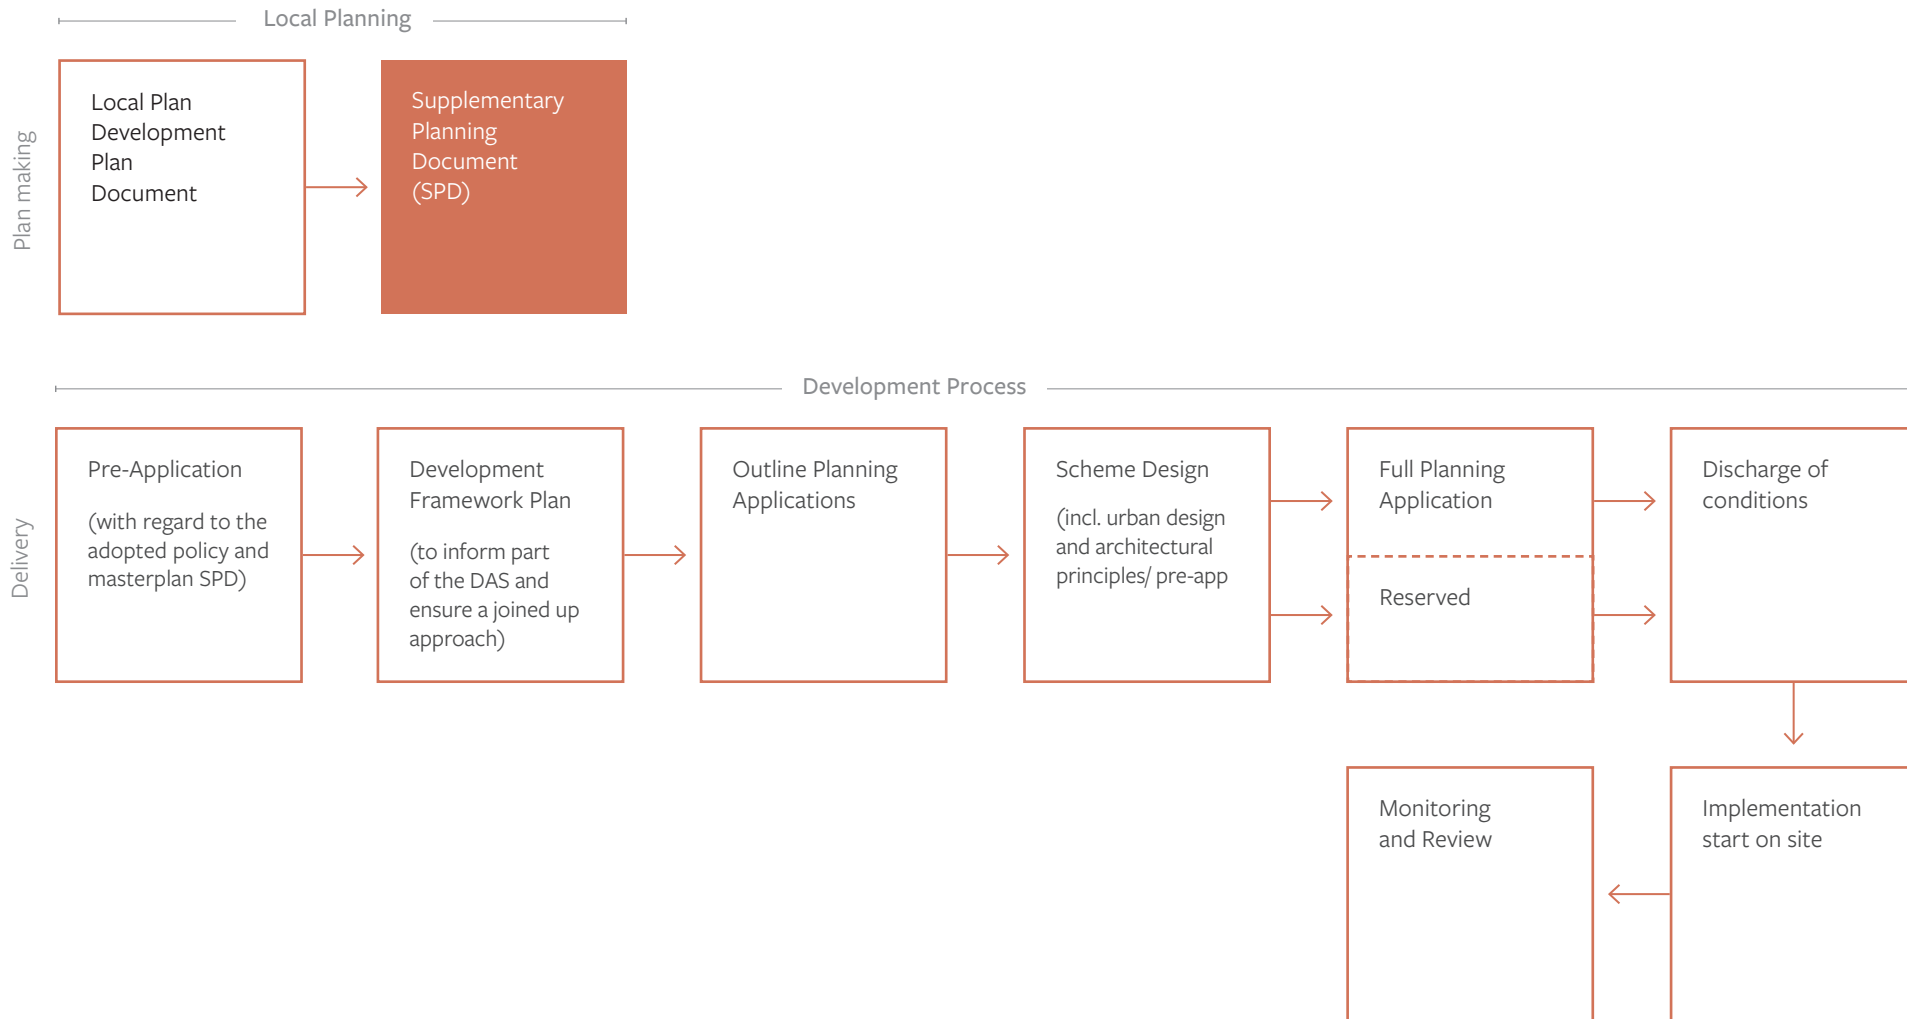 Local Planning
Plan making
Local Plan
Development
Plan
Document
Supplementary
Planning
Document
(SPD)
Development Process
Delivery
Pre-Application
(with regard to the
adopted policy and
masterplan SPD)
Development
Framework Plan
(to inform part
of the DAS and
ensure a joined up
approach)
Outline Planning
Applications
Scheme Design
(incl. urban design
and architectural
principles/ pre-app
Full Planning
Application
Reserved
Discharge of
conditions
Monitoring
and Review
Implementation
start on site